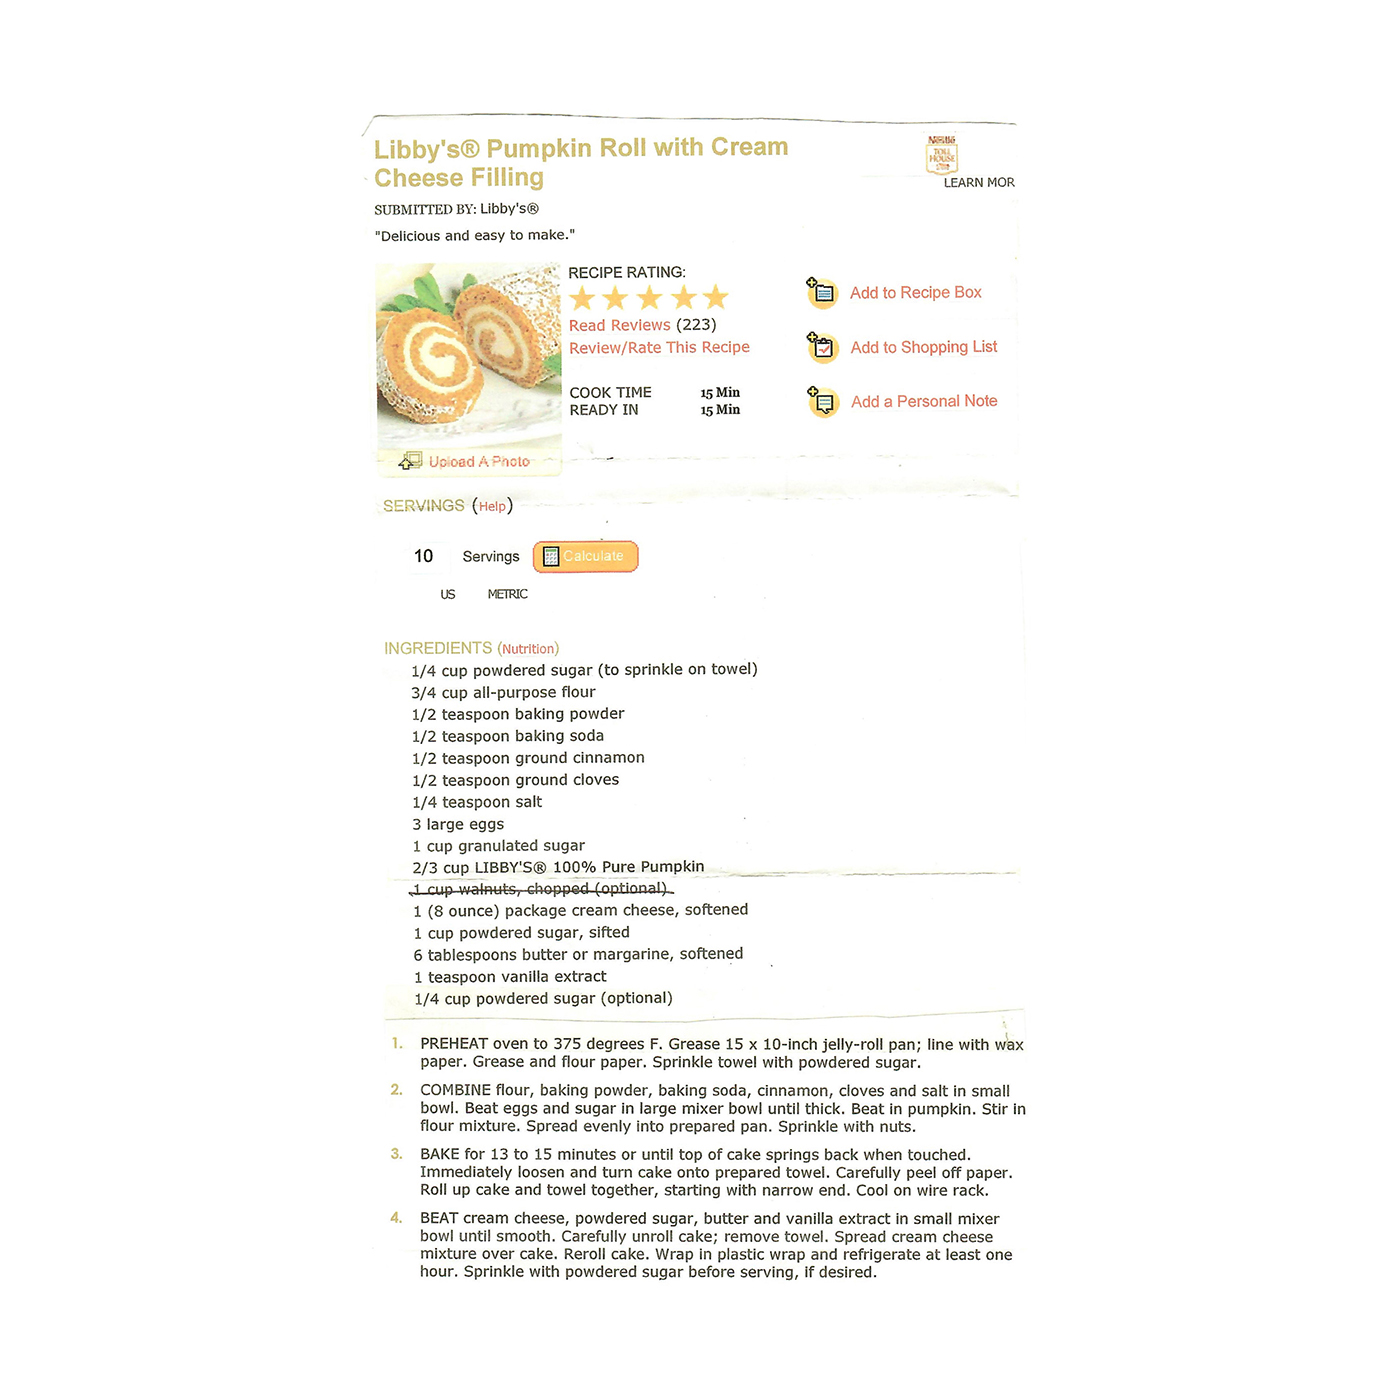 Libby's® Pumpkin Roll with Cream
Cheese Filling
Nestlé
TOLL
HOUSE
LEARN MOR
SUBMITTED BY: Libby's®
"Delicious and easy to make."
RECIPE RATING:
Read Reviews (223)
Review/Rate This Recipe
COOK TIME 15 Min
READY IN 15 Min
Add to Recipe Box
Add to Shopping List
Add a Personal Note
Upload A Photo
SERVINGS (Help)
10 Servings Calculate
US METRIC
INGREDIENTS (Nutrition)
1/4 cup powdered sugar (to sprinkle on towel)
3/4 cup all-purpose flour
1/2 teaspoon baking powder
1/2 teaspoon baking soda
1/2 teaspoon ground cinnamon
1/2 teaspoon ground cloves
1/4 teaspoon salt
3 large eggs
1 cup granulated sugar
2/3 cup LIBBY'S® 100% Pure Pumpkin
1 cup walnuts, chopped (optional)
1 (8 ounce) package cream cheese, softened
1 cup powdered sugar, sifted
6 tablespoons butter or margarine, softened
1 teaspoon vanilla extract
1/4 cup powdered sugar (optional)
1. PREHEAT oven to 375 degrees F. Grease 15 x 10-inch jelly-roll pan; line with wax
paper. Grease and flour paper. Sprinkle towel with powdered sugar.
2. COMBINE flour, baking powder, baking soda, cinnamon, cloves and salt in small
bowl. Beat eggs and sugar in large mixer bowl until thick. Beat in pumpkin. Stir in
flour mixture. Spread evenly into prepared pan. Sprinkle with nuts.
3. BAKE for 13 to 15 minutes or until top of cake springs back when touched.
Immediately loosen and turn cake onto prepared towel. Carefully peel off paper.
Roll up cake and towel together, starting with narrow end. Cool on wire rack.
4. BEAT cream cheese, powdered sugar, butter and vanilla extract in small mixer
bowl until smooth. Carefully unroll cake; remove towel. Spread cream cheese
mixture over cake. Reroll cake. Wrap in plastic wrap and refrigerate at least one
hour. Sprinkle with powdered sugar before serving, if desired.